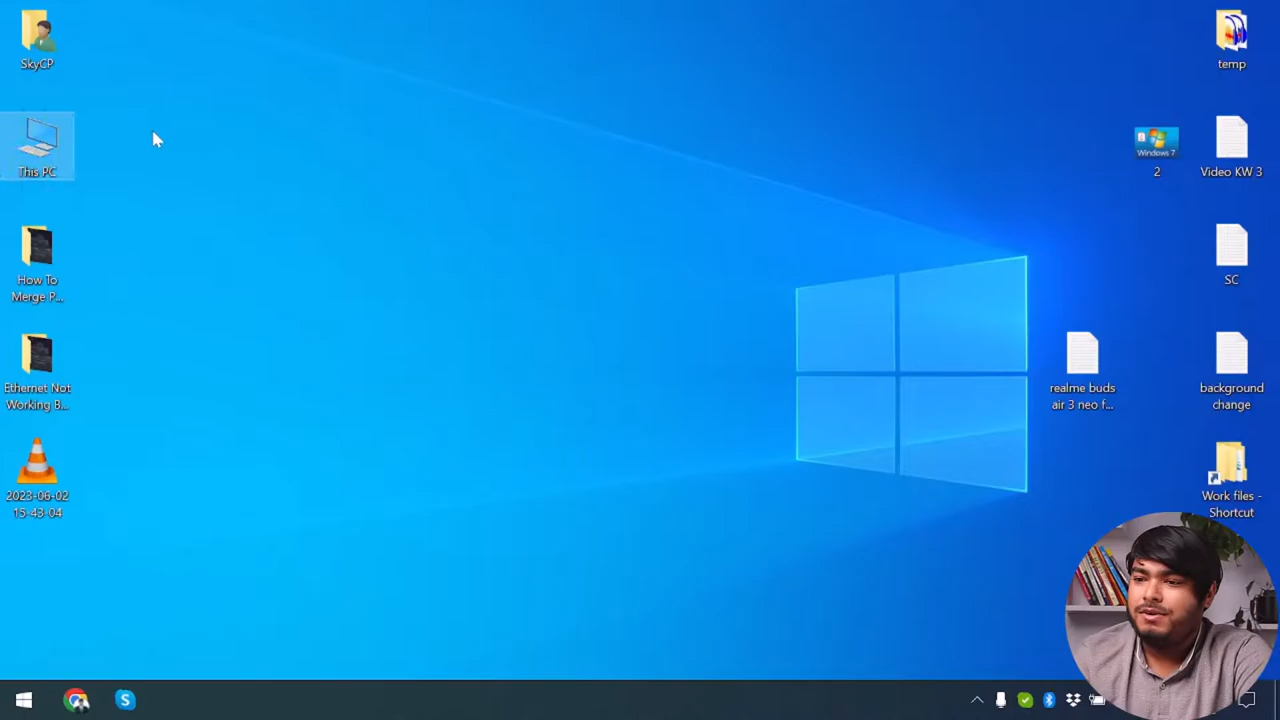 SkyCP
This PC
How To
Merge P...
Ethernet Not
Working B...
2023-06-02
15-43-04
temp
Windows 7
2
Video KW 3
SC
realme buds
air 3 neo f...
background
change
Work files -
Shortcut
S